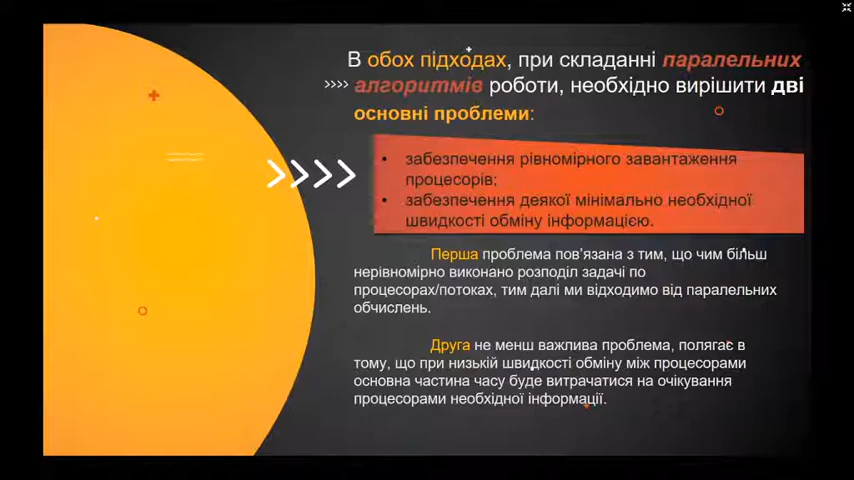 В обох підходах, при складанні паралельних
алгоритмів роботи, необхідно вирішити дві
основні проблеми:
• забезпечення рівномірного завантаження
процесорів;
• забезпечення деякої мінімально необхідної
швидкості обміну інформацією.
Перша проблема пов’язана з тим, що чим більш
нерівномірно виконано розподіл задачі по
процесорах/потоках, тим далі ми відходимо від паралельних
обчислень.
Друга не менш важлива проблема, полягає в
тому, що при низькій швидкості обміну між процесорами
основна частина часу буде витрачатися на очікування
процесорами необхідної інформації.